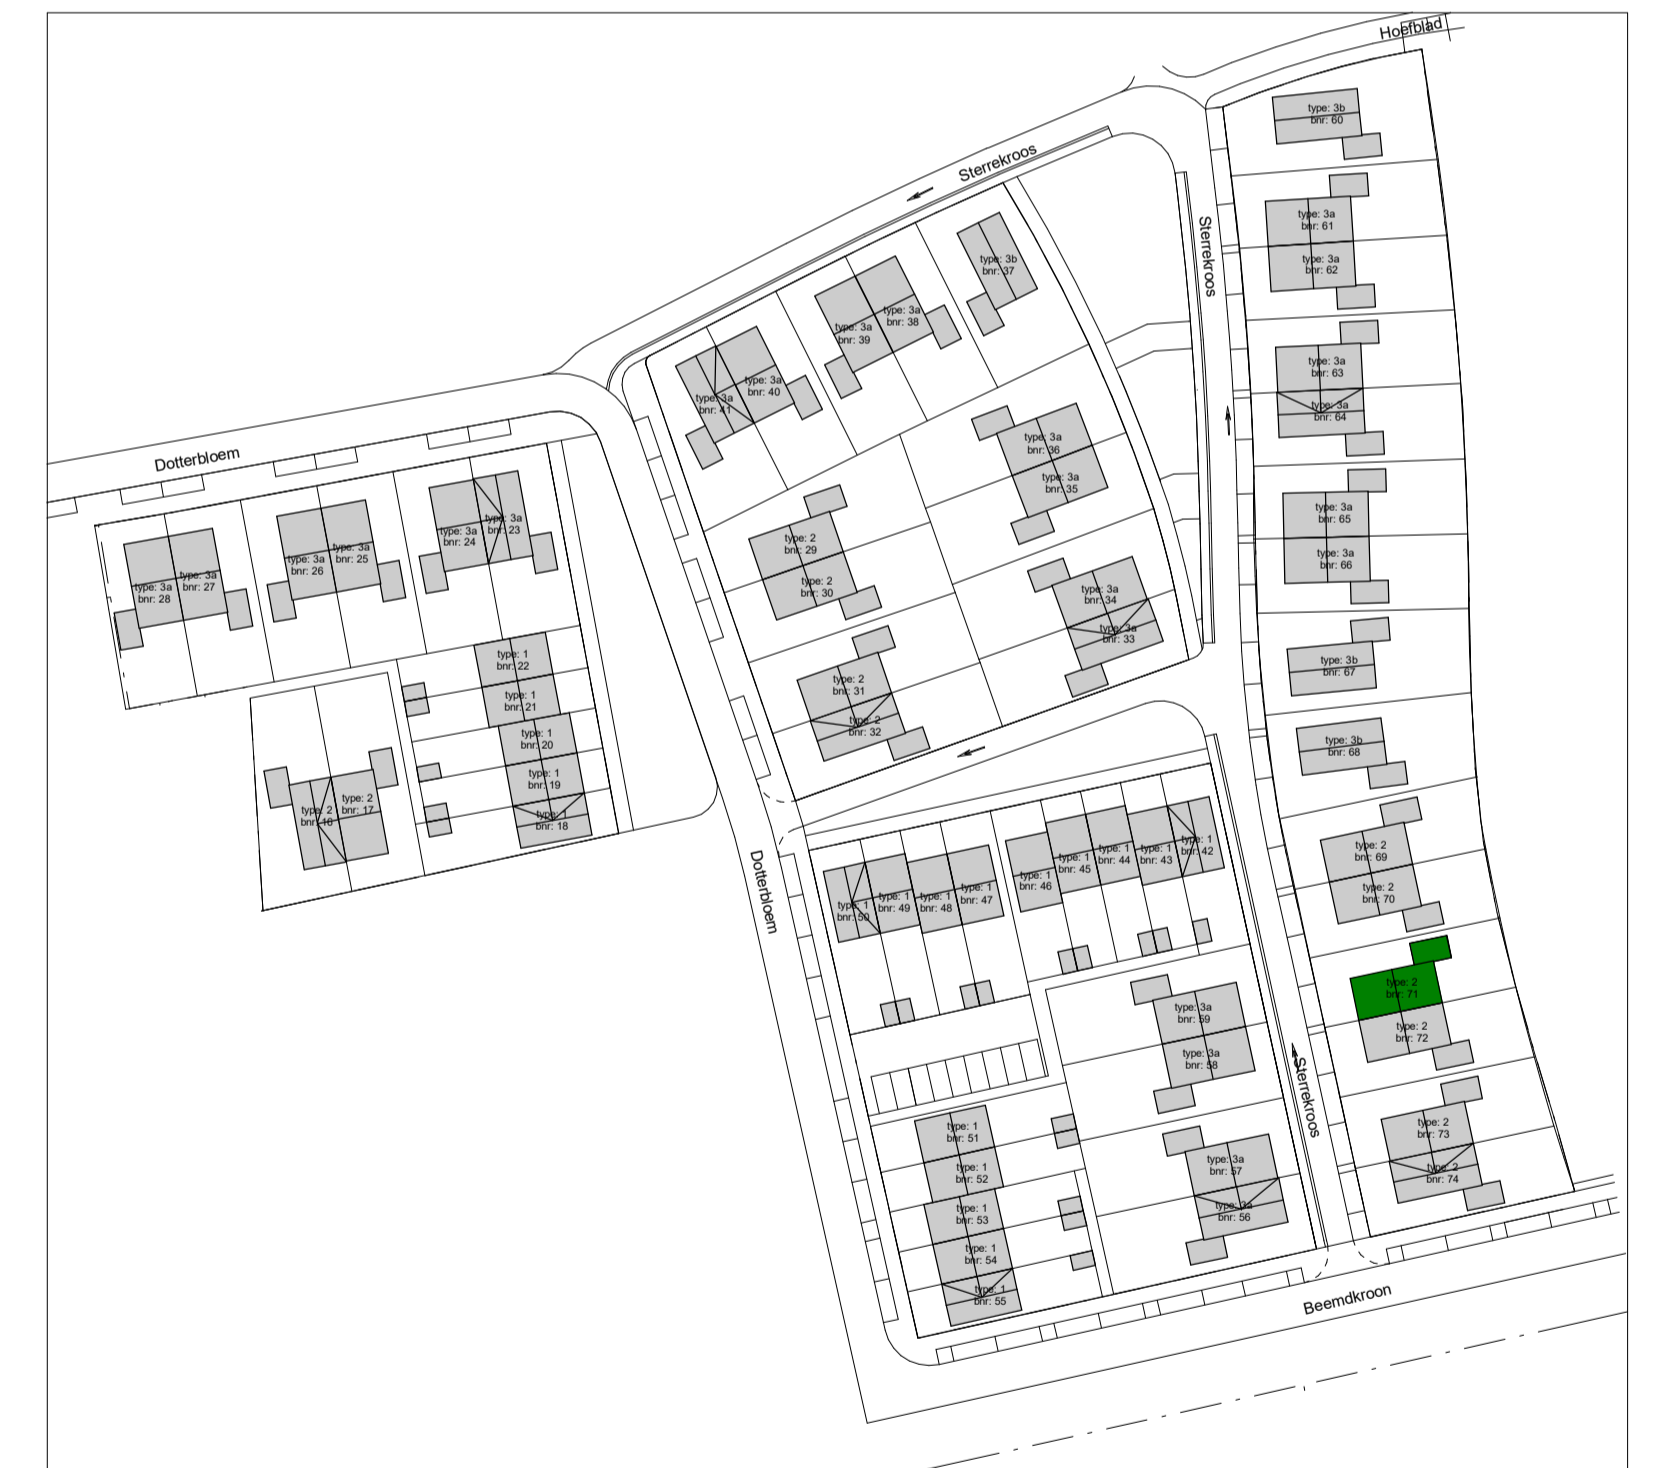 Hoefblad
Sterrekroos
Sterrekroos
type: 3b
bnr: 60
type: 3a
bnr: 61
type: 3a
bnr: 62
type: 3a
bnr: 63
type: 3a
bnr: 64
type: 3a
bnr: 65
type: 3a
bnr: 66
type: 3b
bnr: 67
type: 3b
bnr: 68
type: 2
bnr: 69
type: 2
bnr: 70
type: 2
bnr: 71
type: 2
bnr: 72
type: 2
bnr: 73
type: 2
bnr: 74
type: 3b
bnr: 37
type: 3a
bnr: 38
type: 3a
bnr: 39
type: 3a
bnr: 40
type: 3a
bnr: 41
type: 3a
bnr: 36
type: 3a
bnr: 35
type: 3a
bnr: 34
type: 3a
bnr: 33
type: 2
bnr: 29
type: 2
bnr: 30
type: 2
bnr: 31
type: 2
bnr: 32
Dotterbloem
type: 3a
bnr: 23
type: 3a
bnr: 24
type: 3a
bnr: 25
type: 3a
bnr: 26
type: 3a
bnr: 27
type: 3a
bnr: 28
type: 1
bnr: 22
type: 1
bnr: 21
type: 1
bnr: 20
type: 1
bnr: 19
type: 1
bnr: 18
type: 2
bnr: 17
type: 2
bnr: 16
Dotterbloem
type: 1
bnr: 50
type: 1
bnr: 49
type: 1
bnr: 48
type: 1
bnr: 47
type: 1
bnr: 46
type: 1
bnr: 45
type: 1
bnr: 44
type: 1
bnr: 43
type: 1
bnr: 42
type: 3a
bnr: 59
type: 3a
bnr: 58
type: 3a
bnr: 57
type: 3a
bnr: 56
type: 1
bnr: 51
type: 1
bnr: 52
type: 1
bnr: 53
type: 1
bnr: 54
type: 1
bnr: 55
Sterrekroos
Beemdkroon